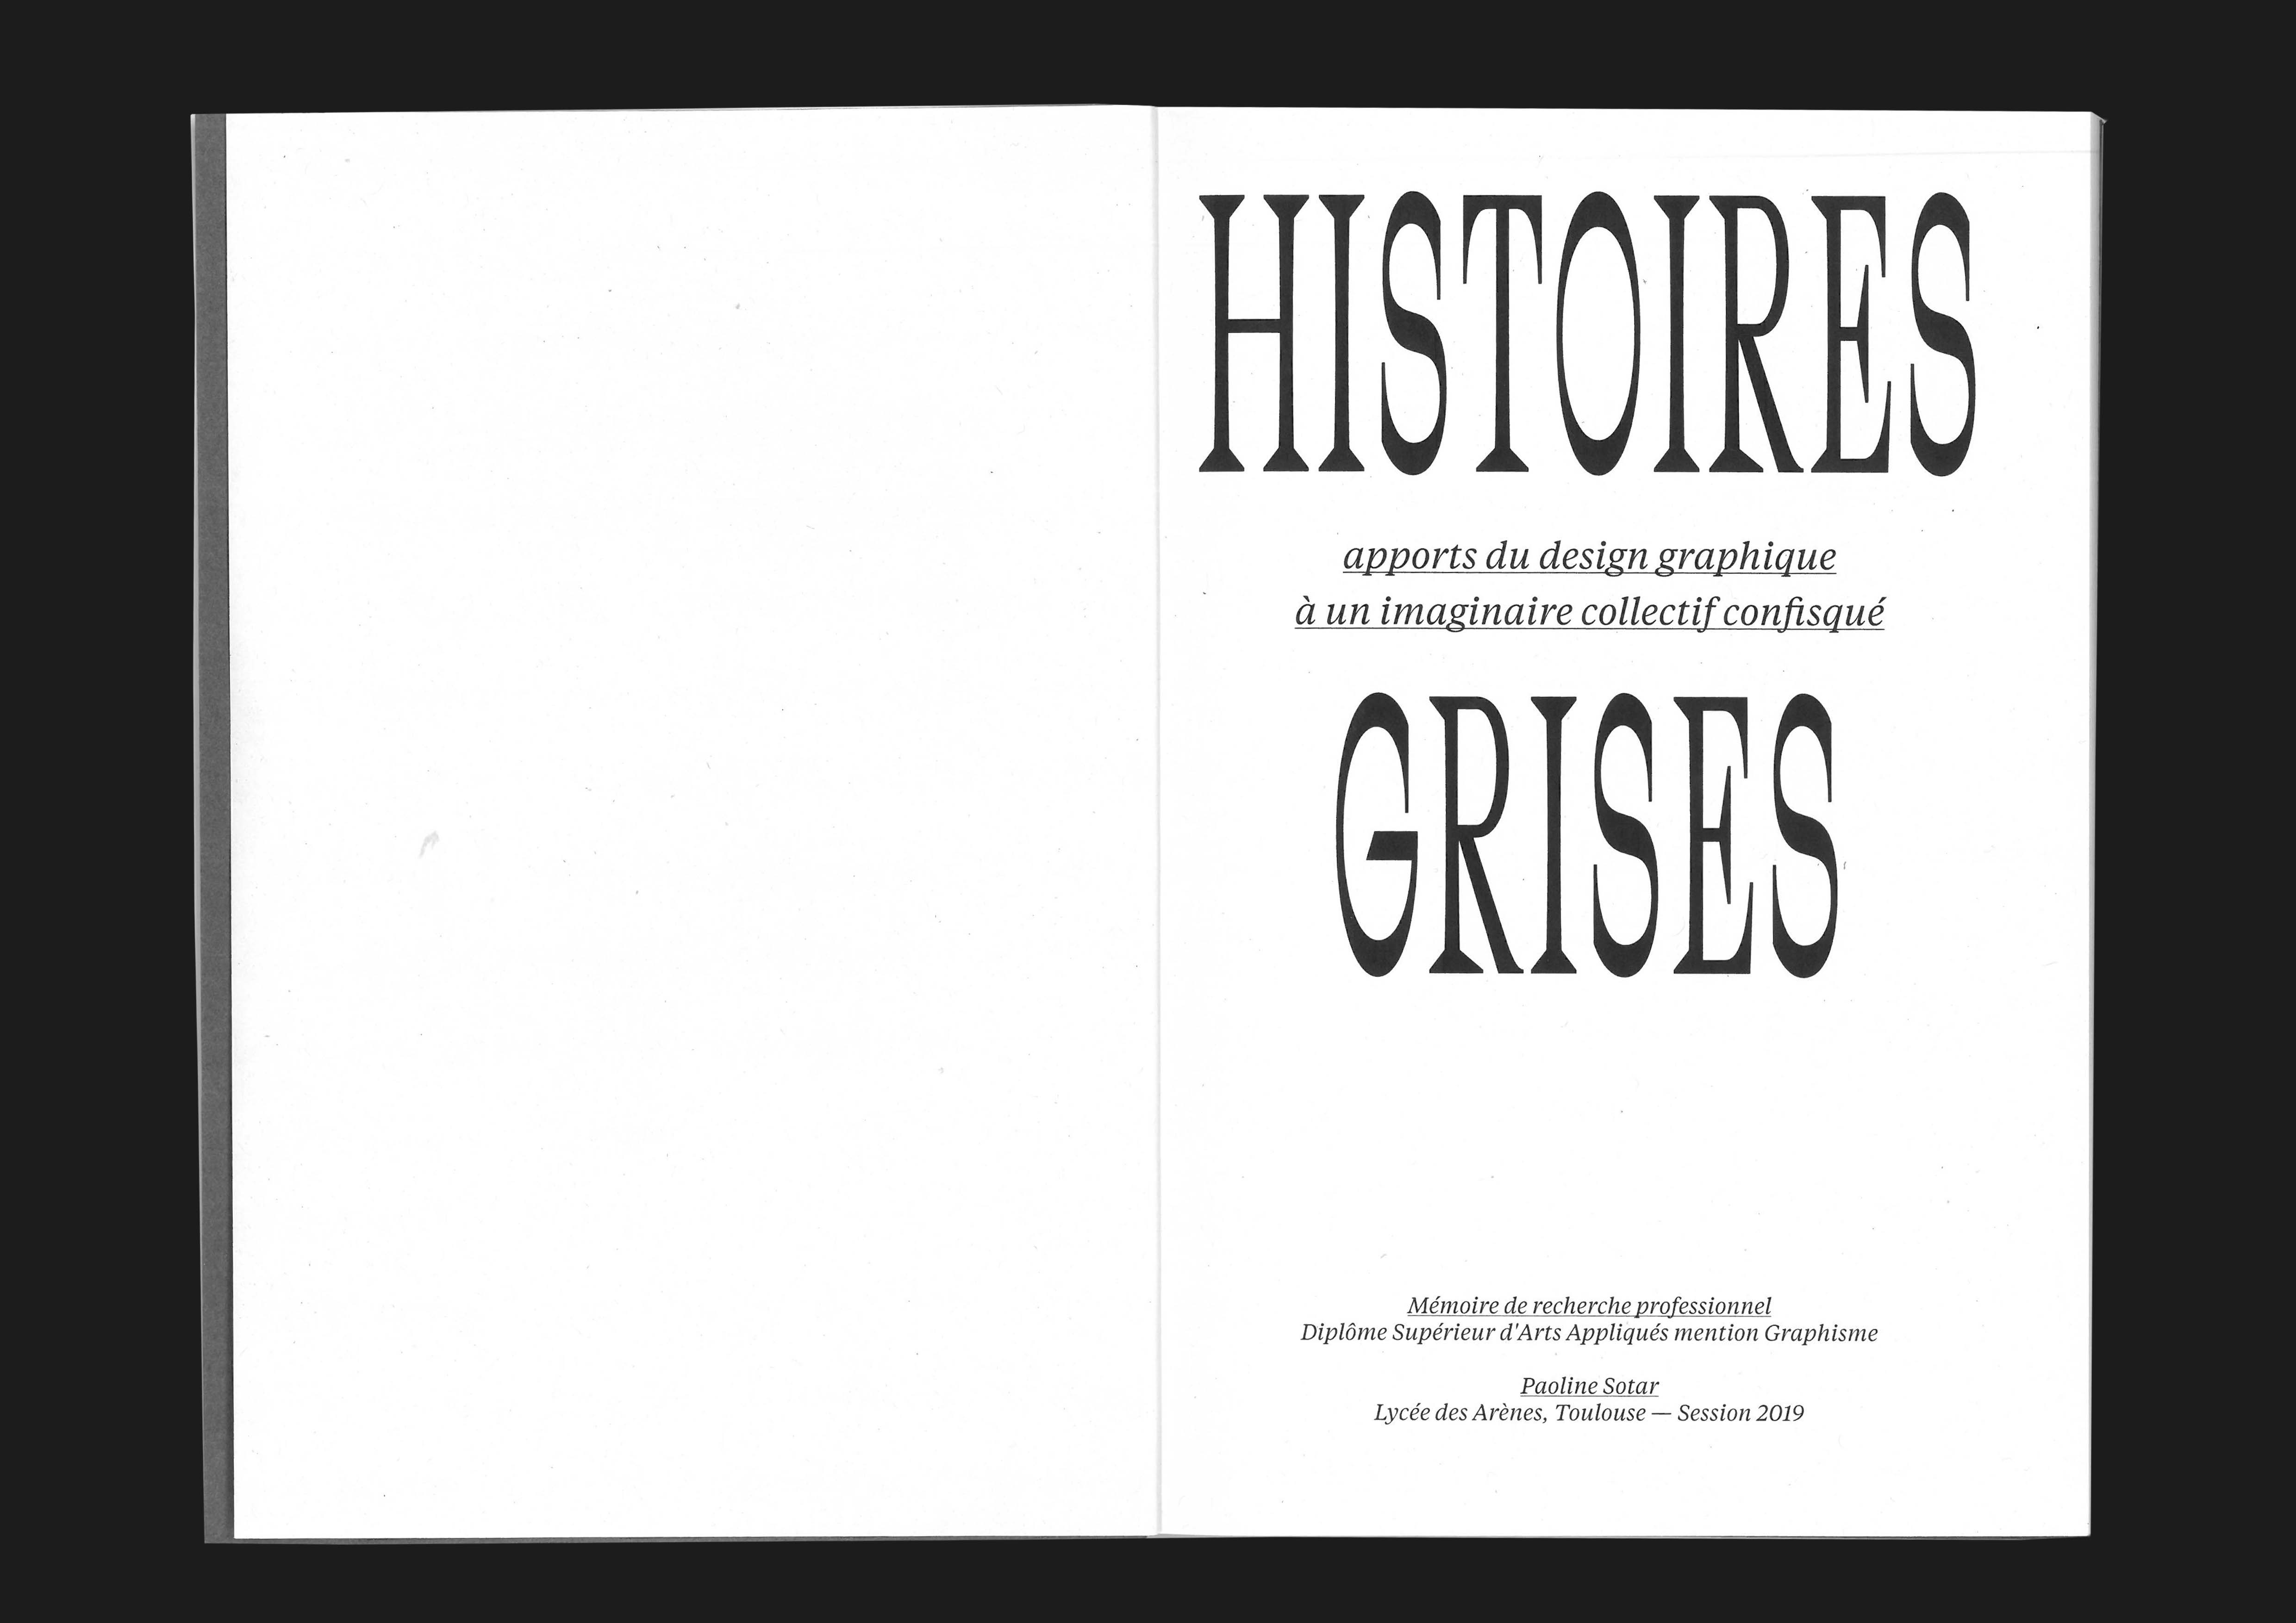 HISTOIRES
apports du design graphique
à un imaginaire collectif confisqué
GRISES
Mémoire de recherche professionnel
Diplôme Supérieur d'Arts Appliqués mention Graphisme
Paoline Sotar
Lycée des Arènes, Toulouse — Session 2019